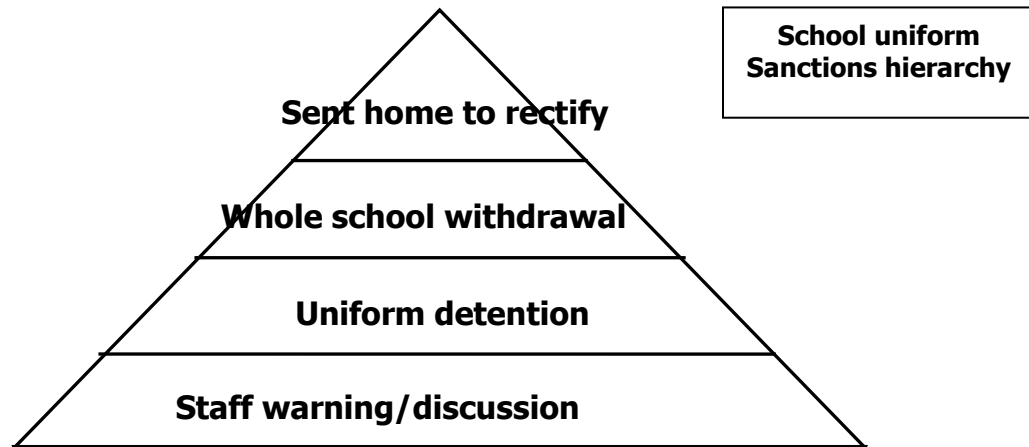 School uniform
Sanctions hierarchy
Sent home to rectify
Whole school withdrawal
Uniform detention
Staff warning/discussion